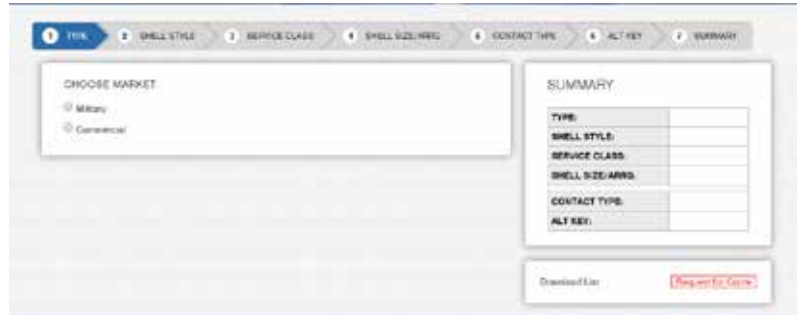 1 TYPE 2 SHELL STYLE 3 SERVICE CLASS 4 SHELL SIZE/ARRG 5 CONTACT TYPE 6 ALT KEY 7 SUMMARY
CHOOSE MARKET
Military
Commercial
SUMMARY
TYPE:
SHELL STYLE:
SERVICE CLASS:
SHELL SIZE/ARRG:
CONTACT TYPE:
ALT KEY:
Download List
Request for Quote